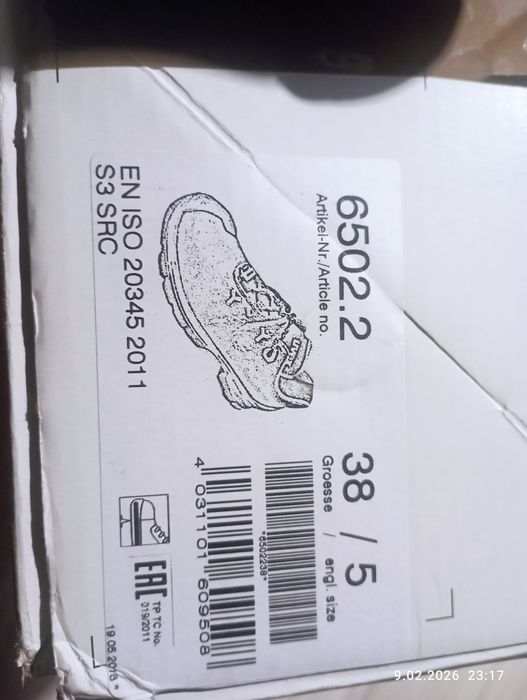 6502.2
Artikel-Nr./Article no.
38 / 5
Groesse / engl. size
*6502238*
4 031101 609508
EN ISO 20345 2011
S3 SRC
EAC
TP TC No.
019/2011
19.05.2018 *
9.02.2026 23:17